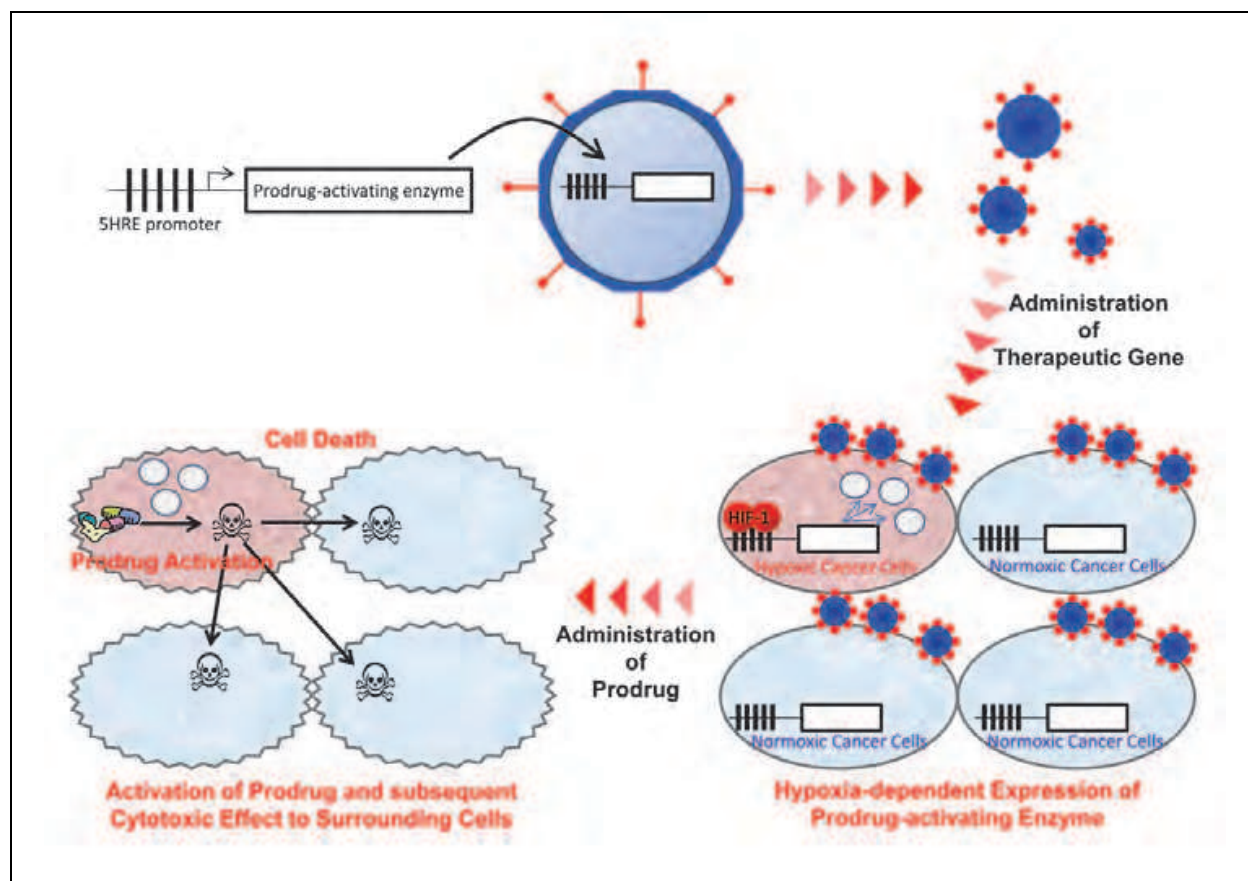 Prodrug-activating enzyme
5HRE promoter
Administration
of
Therapeutic Gene
Cell Death
Prodrug Activation
HIF-1
Hypoxic Cancer Cells
Normoxic Cancer Cells
Normoxic Cancer Cells
Normoxic Cancer Cells
Administration
of
Prodrug
Activation of Prodrug and subsequent
Cytotoxic Effect to Surrounding Cells
Hypoxia-dependent Expression of
Prodrug-activating Enzyme